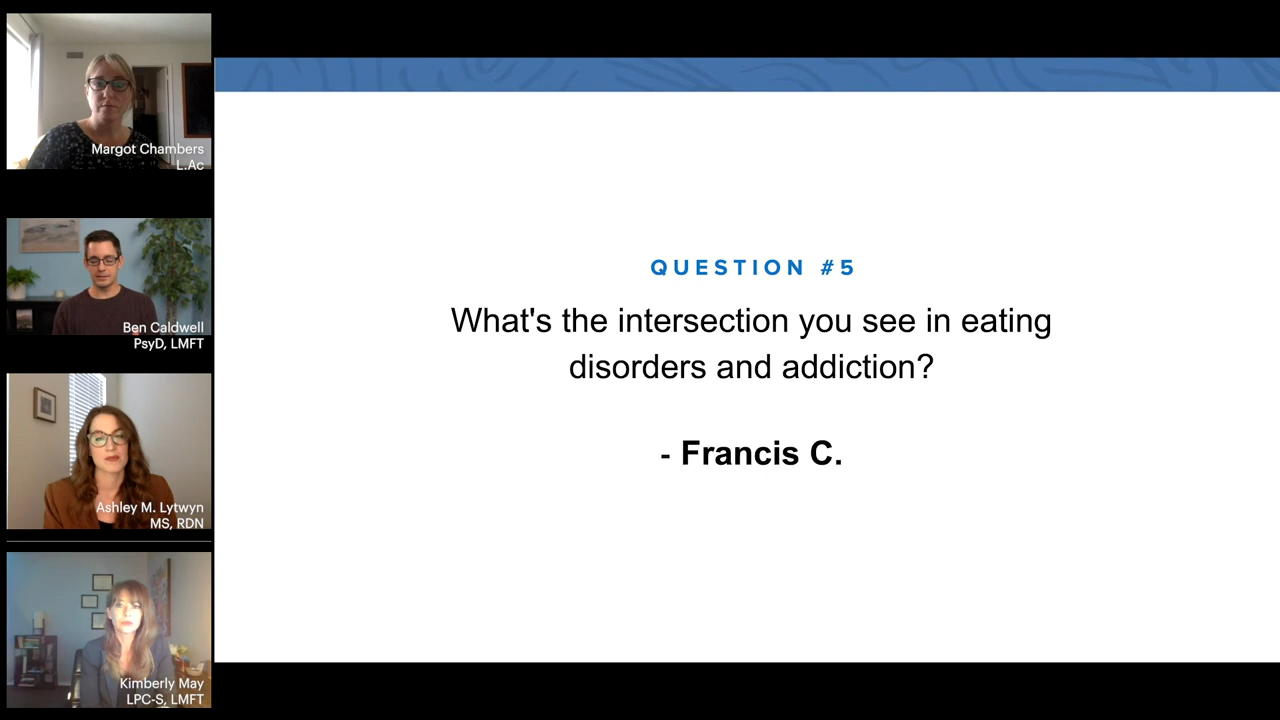 Margot Chambers
L.Ac
Ben Caldwell
PsyD, LMFT
Ashley M. Lytwyn
MS, RDN
Kimberly May
LPC-S, LMFT
QUESTION #5
What's the intersection you see in eating
disorders and addiction?
- Francis C.